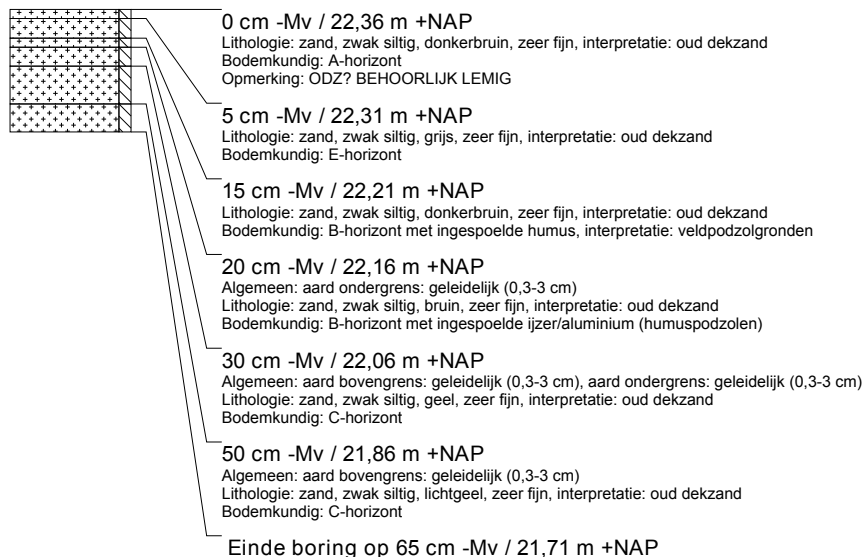 0 cm -Mv / 22,36 m +NAP
Lithologie: zand, zwak siltig, donkerbruin, zeer fijn, interpretatie: oud dekzand
Bodemkundig: A-horizont
Opmerking: ODZ? BEHOORLIJK LEMIG
5 cm -Mv / 22,31 m +NAP
Lithologie: zand, zwak siltig, grijs, zeer fijn, interpretatie: oud dekzand
Bodemkundig: E-horizont
15 cm -Mv / 22,21 m +NAP
Lithologie: zand, zwak siltig, donkerbruin, zeer fijn, interpretatie: oud dekzand
Bodemkundig: B-horizont met ingespoelde humus, interpretatie: veldpodzolgronden
20 cm -Mv / 22,16 m +NAP
Algemeen: aard ondergrens: geleidelijk (0,3-3 cm)
Lithologie: zand, zwak siltig, bruin, zeer fijn, interpretatie: oud dekzand
Bodemkundig: B-horizont met ingespoelde ijzer/aluminium (humuspodzolen)
30 cm -Mv / 22,06 m +NAP
Algemeen: aard bovengrens: geleidelijk (0,3-3 cm), aard ondergrens: geleidelijk (0,3-3 cm)
Lithologie: zand, zwak siltig, geel, zeer fijn, interpretatie: oud dekzand
Bodemkundig: C-horizont
50 cm -Mv / 21,86 m +NAP
Algemeen: aard bovengrens: geleidelijk (0,3-3 cm)
Lithologie: zand, zwak siltig, lichtgeel, zeer fijn, interpretatie: oud dekzand
Bodemkundig: C-horizont
Einde boring op 65 cm -Mv / 21,71 m +NAP